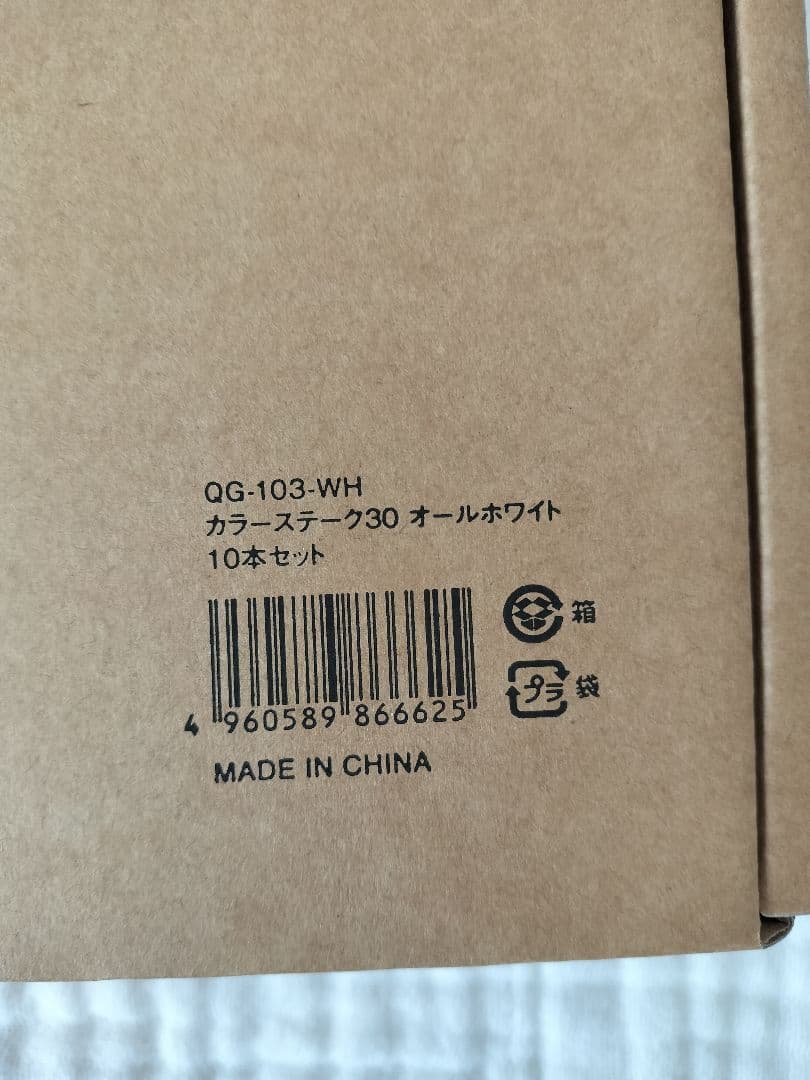 QG-103-WH
カラーステーク30 オールホワイト
10本セット
箱
プラ 袋
4 960589 866625
MADE IN CHINA